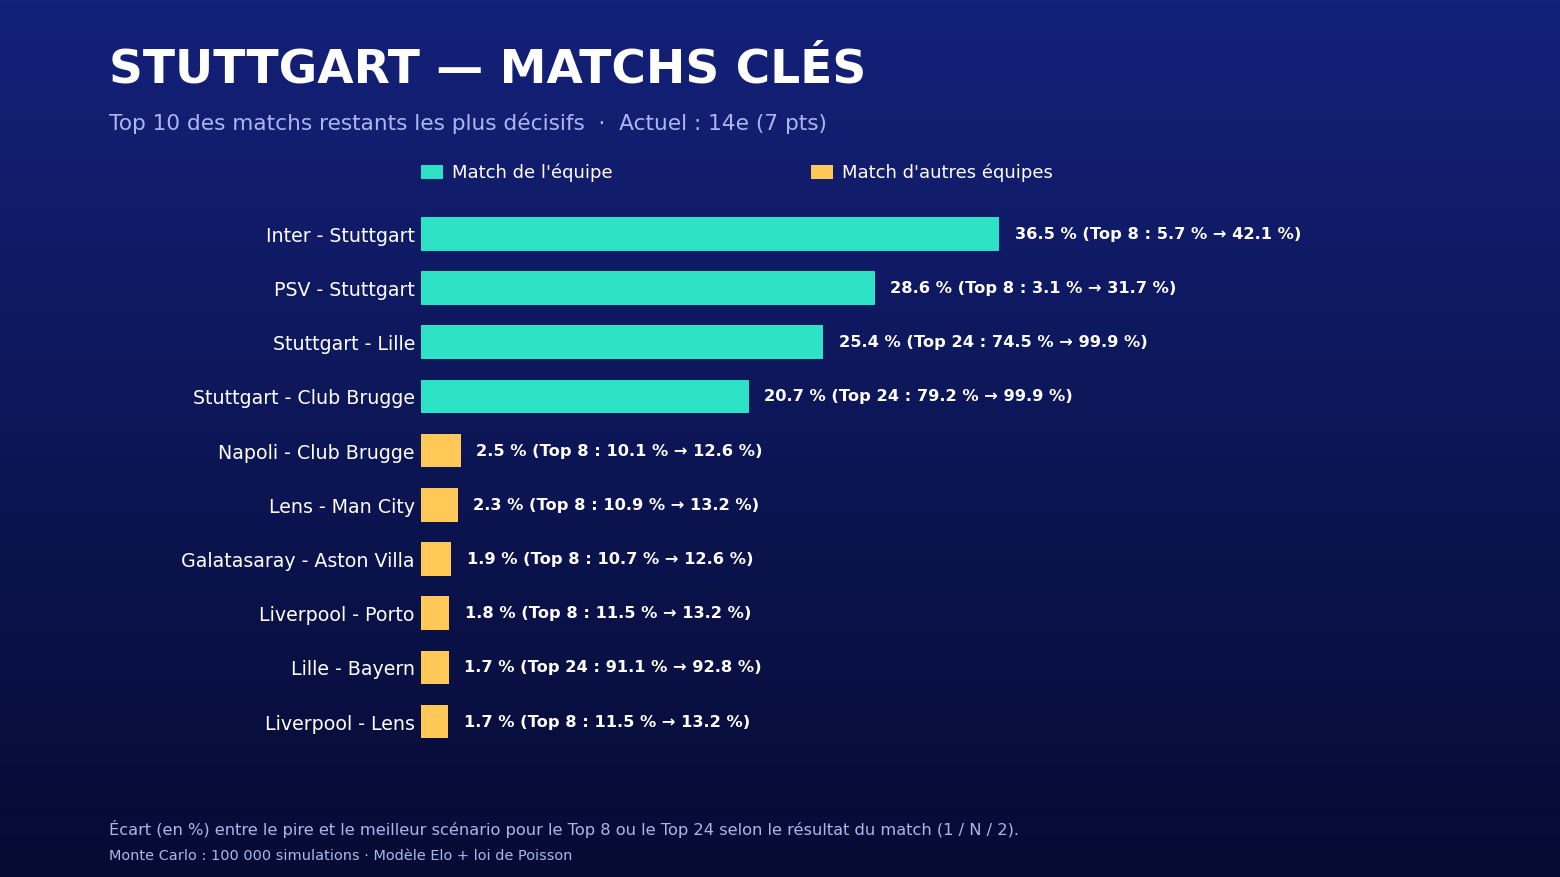 STUTTGART — MATCHS CLÉS
Top 10 des matchs restants les plus décisifs · Actuel : 14e (7 pts)
Match de l'équipe
Match d'autres équipes
Inter - Stuttgart 36.5 % (Top 8 : 5.7 % → 42.1 %)
PSV - Stuttgart 28.6 % (Top 8 : 3.1 % → 31.7 %)
Stuttgart - Lille 25.4 % (Top 24 : 74.5 % → 99.9 %)
Stuttgart - Club Brugge 20.7 % (Top 24 : 79.2 % → 99.9 %)
Napoli - Club Brugge 2.5 % (Top 8 : 10.1 % → 12.6 %)
Lens - Man City 2.3 % (Top 8 : 10.9 % → 13.2 %)
Galatasaray - Aston Villa 1.9 % (Top 8 : 10.7 % → 12.6 %)
Liverpool - Porto 1.8 % (Top 8 : 11.5 % → 13.2 %)
Lille - Bayern 1.7 % (Top 24 : 91.1 % → 92.8 %)
Liverpool - Lens 1.7 % (Top 8 : 11.5 % → 13.2 %)
Écart (en %) entre le pire et le meilleur scénario pour le Top 8 ou le Top 24 selon le résultat du match (1 / N / 2).
Monte Carlo : 100 000 simulations · Modèle Elo + loi de Poisson